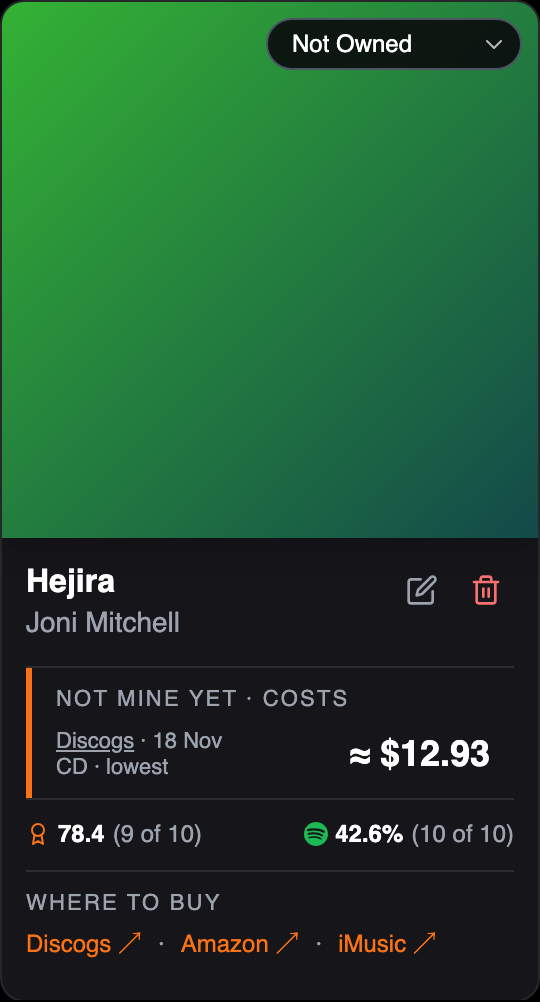 Not Owned
Hejira
Joni Mitchell
NOT MINE YET · COSTS
Discogs · 18 Nov
CD · lowest
≈ $12.93
78.4 (9 of 10)
42.6% (10 of 10)
WHERE TO BUY
Discogs ↗ · Amazon ↗ · iMusic ↗